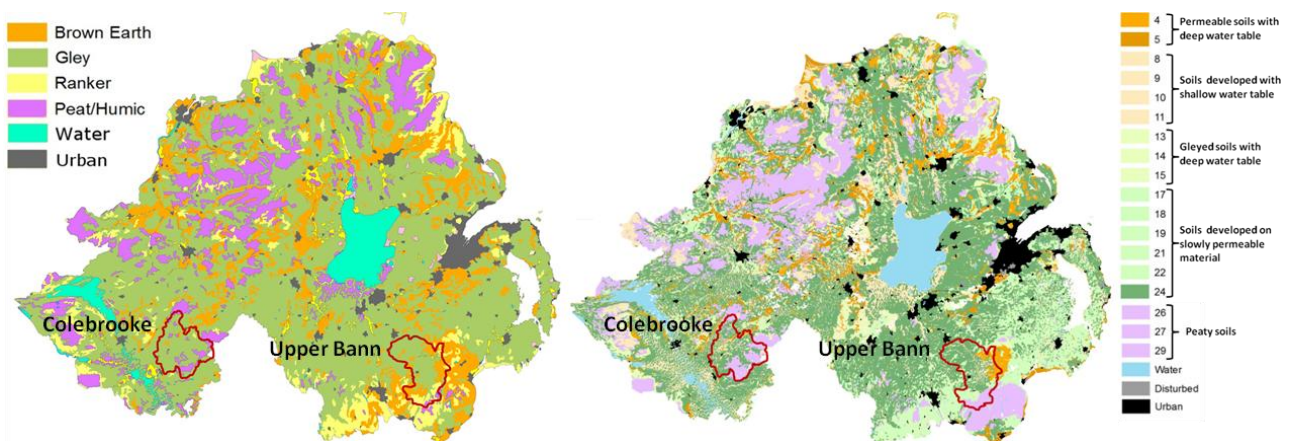 Brown Earth
Gley
Ranker
Peat/Humic
Water
Urban
Colebrooke
Upper Bann
4
5
Permeable soils with
deep water table
8
9
10
11
Soils developed with
shallow water table
13
14
15
Gleyed soils with
deep water table
17
18
19
21
22
24
Soils developed on
slowly permeable
material
26
27
29
Peaty soils
Water
Disturbed
Urban
Colebrooke
Upper Bann